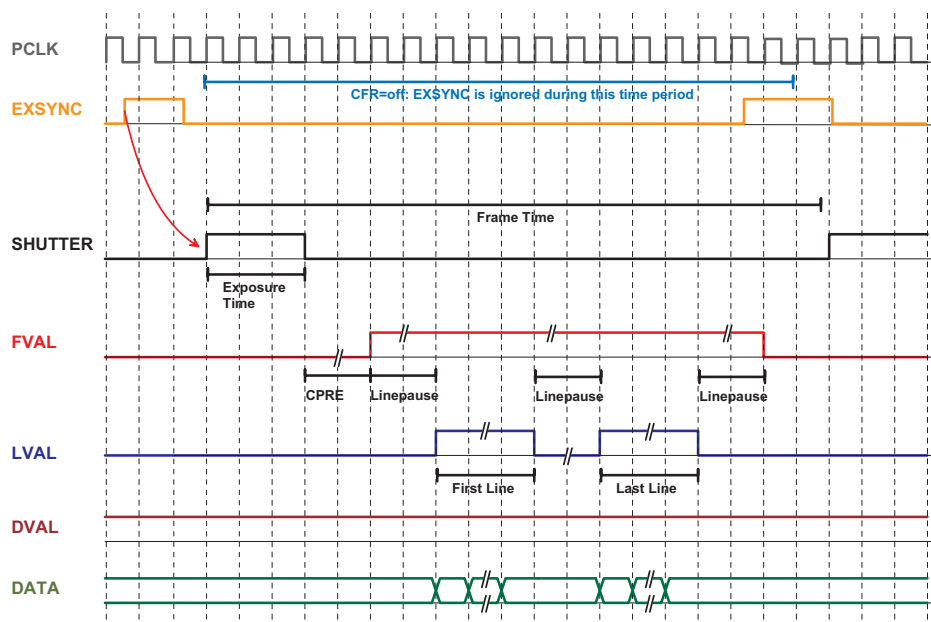 PCLK
CFR=off: EXSYNC is ignored during this time period
EXSYNC
Frame Time
SHUTTER
Exposure
Time
FVAL
CPRE
Linepause
Linepause
Linepause
LVAL
First Line
Last Line
DVAL
DATA